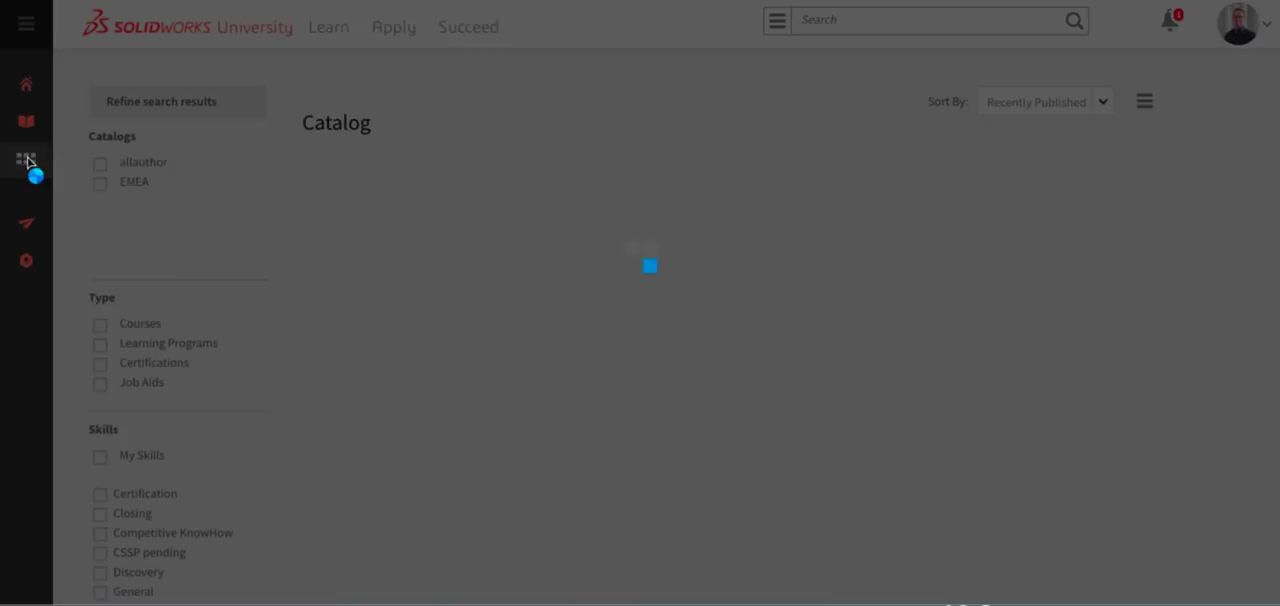 SOLIDWORKS University Learn Apply Succeed
Search
1
Refine search results
Catalog
Sort By: Recently Published
Catalogs
allauthor
EMEA
Type
Courses
Learning Programs
Certifications
Job Aids
Skills
My Skills
Certification
Closing
Competitive KnowHow
CSSP pending
Discovery
General